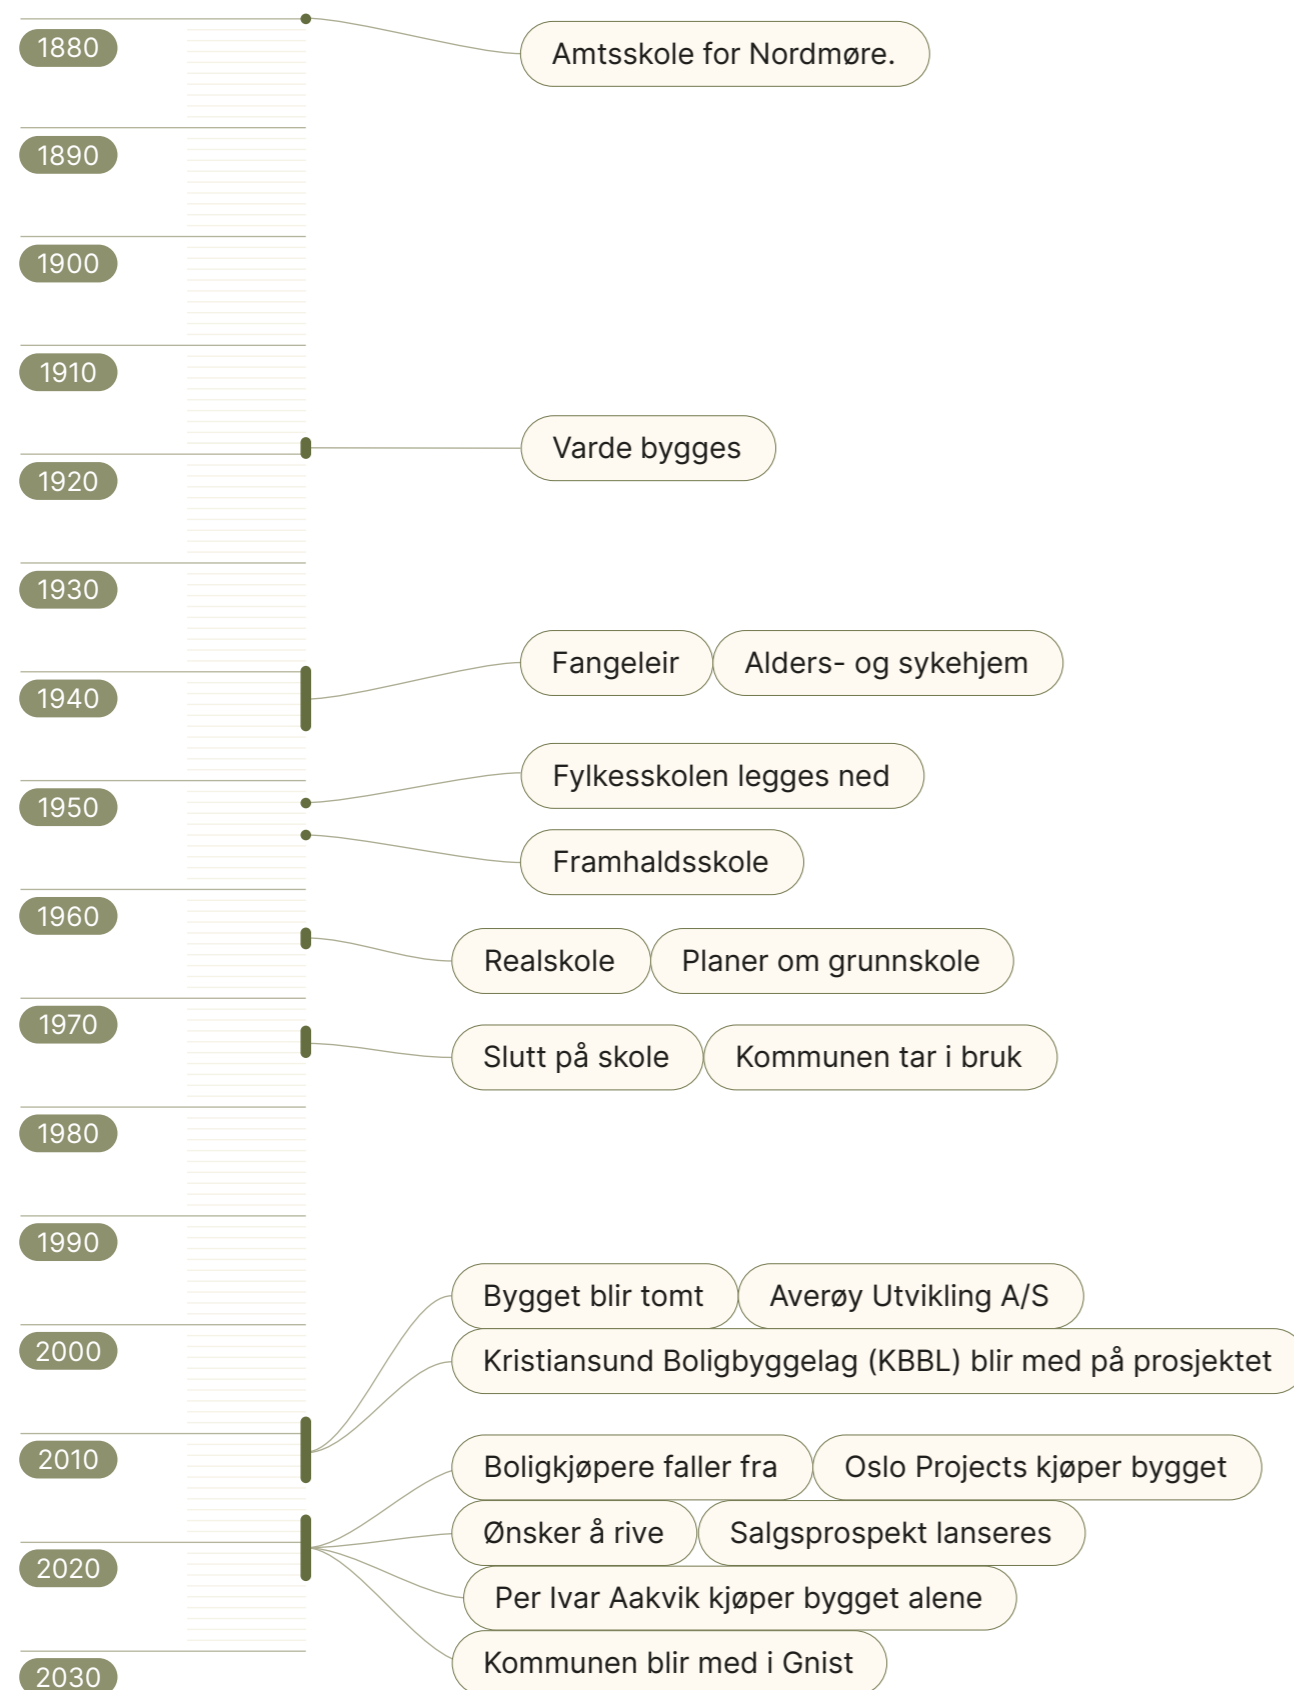 1880
Amtsskole for Nordmøre.
1890
1900
1910
Varde bygges
1920
1930
Fangeleir
Alders- og sykehjem
1940
Fylkesskolen legges ned
1950
Framhaldsskole
1960
Realskole
Planer om grunnskole
1970
Slutt på skole
Kommunen tar i bruk
1980
1990
Bygget blir tomt
Averøy Utvikling A/S
2000
Kristiansund Boligbyggelag (KBBL) blir med på prosjektet
2010
Boligkjøpere faller fra
Oslo Projects kjøper bygget
Ønsker å rive
Salgsprospekt lanseres
2020
Per Ivar Aakvik kjøper bygget alene
Kommunen blir med i Gnist
2030